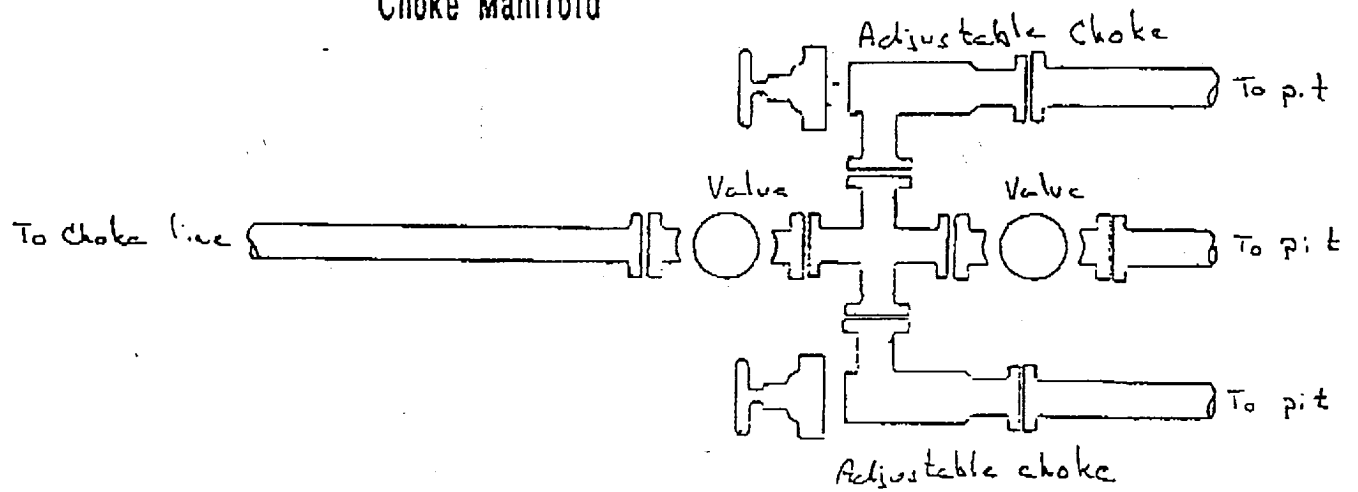 Choke Manifold
Adjustable Choke
To pit
Valve
Valve
To Choke line
To pit
To pit
Adjustable choke